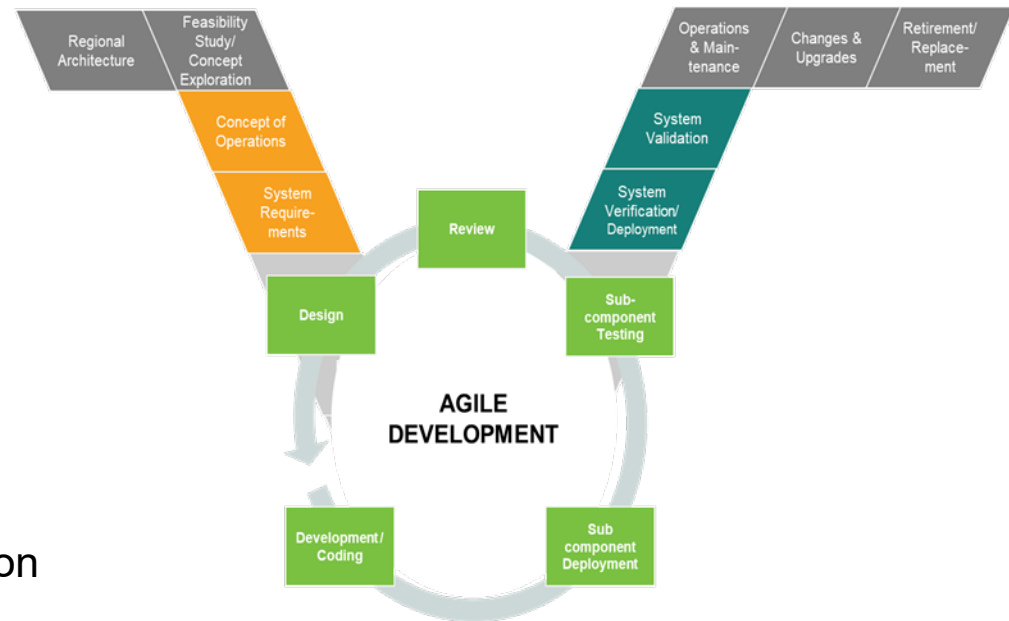 Regional
Architecture
Feasibility
Study/
Concept
Exploration
Concept of
Operations
System
Require-
ments
Operations
& Main-
tenance
Changes &
Upgrades
Retirement/
Replace-
ment
System
Validation
System
Verification/
Deployment
Review
Design
Sub-
component
Testing
AGILE
DEVELOPMENT
Development/
Coding
Sub
component
Deployment
on